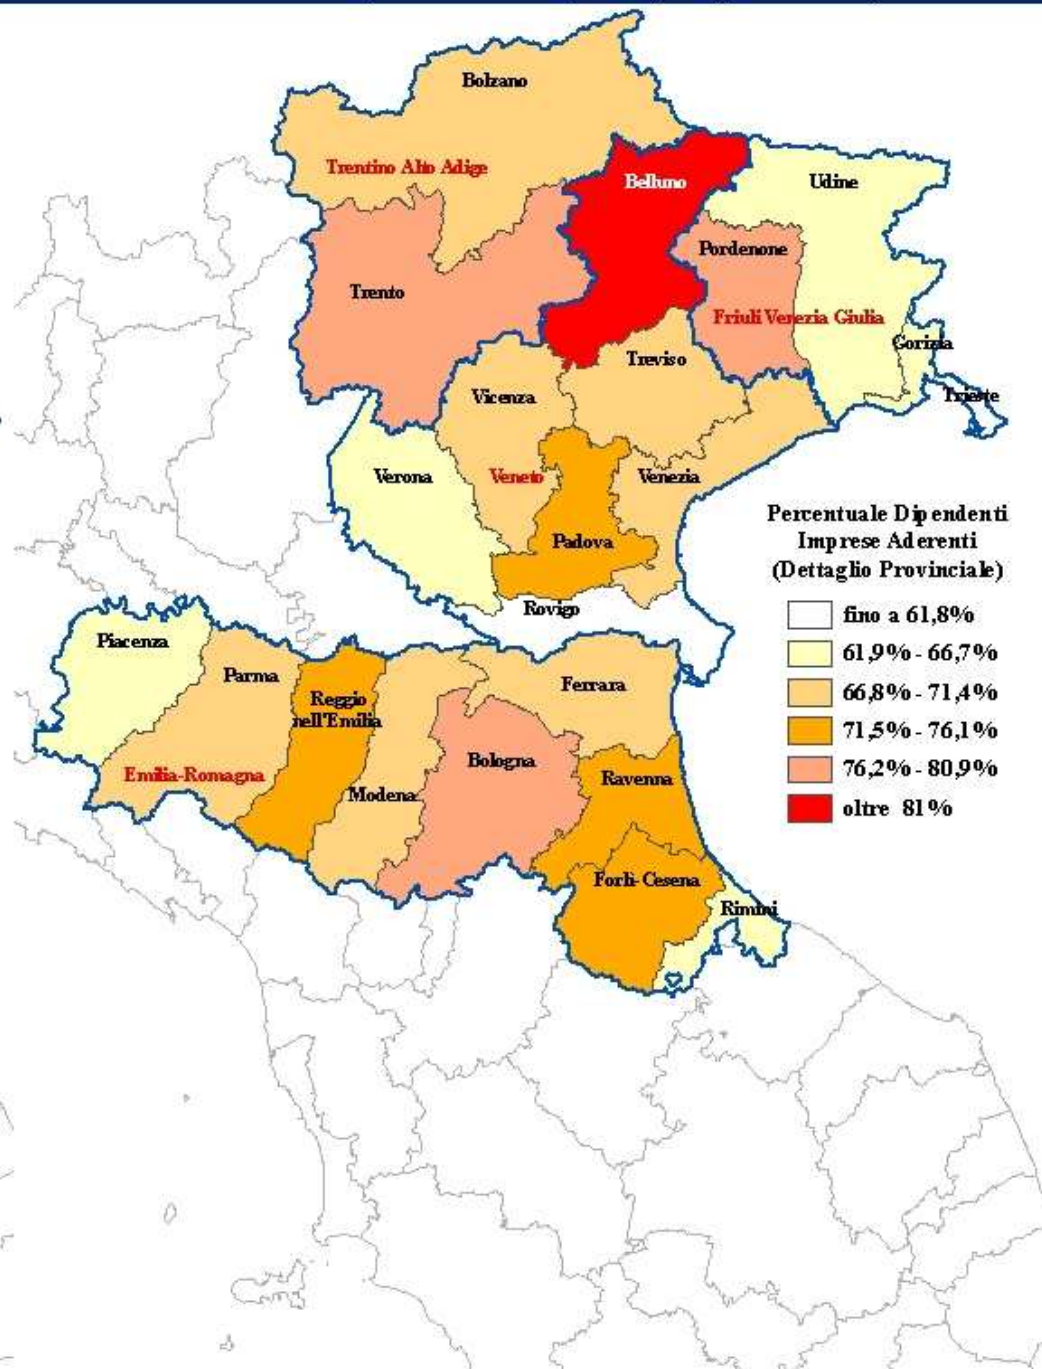 Bolzano
Trentino Alto Adige
Belluno
Udine
Pordenone
Trento
Friuli Venezia Giulia
Gorizia
Treviso
Vicenza
Trieste
Verona
Veneto
Venezia
Padova
Rovigo
Percentuale Dipendenti
Imprese Aderenti
(Dettaglio Provinciale)
fino a 61,8%
61,9% - 66,7%
66,8% - 71,4%
71,5% - 76,1%
76,2% - 80,9%
oltre 81%
Piacenza
Parma
Reggio
nell'Emilia
Ferrara
Emilia-Romagna
Bologna
Modena
Ravenna
Forlì-Cesena
Rimini